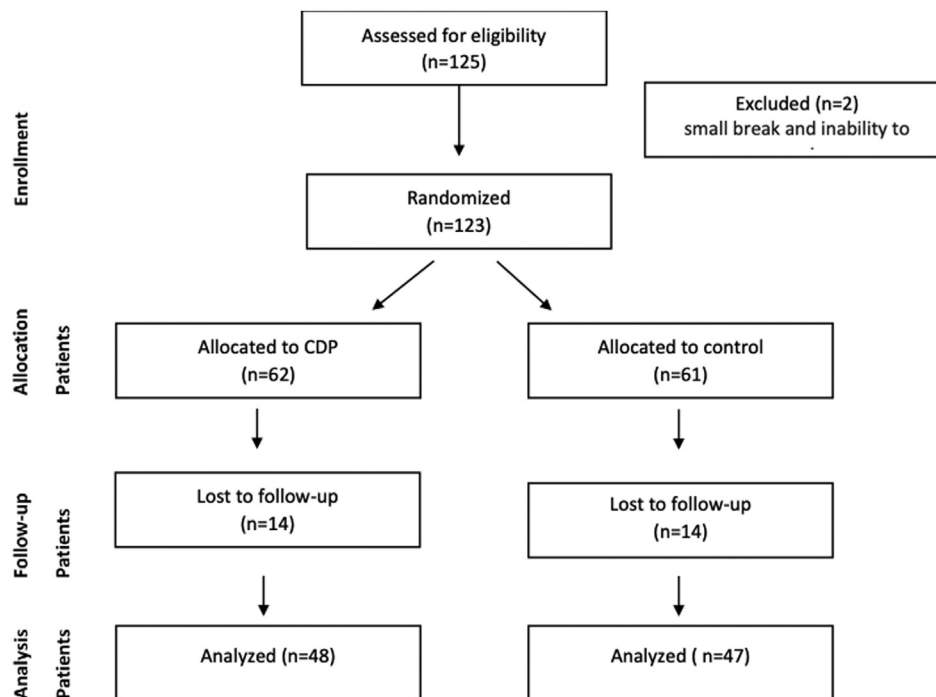 Assessed for eligibility
(n=125)
Excluded (n=2)
small break and inability to
Enrollment
Randomized
(n=123)
Allocation
Patients
Allocated to CDP
(n=62)
Allocated to control
(n=61)
Follow-up
Patients
Lost to follow-up
(n=14)
Lost to follow-up
(n=14)
Analysis
Patients
Analyzed (n=48)
Analyzed ( n=47)